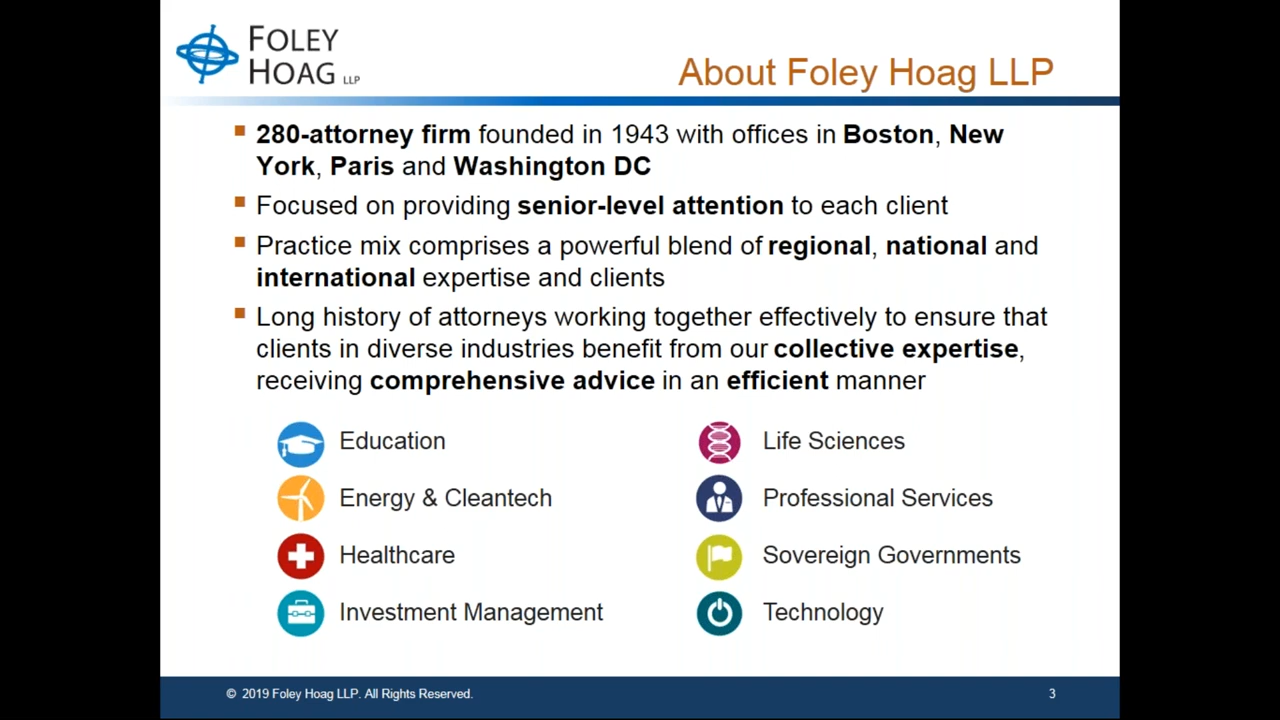 FOLEY
HOAG LLP
About Foley Hoag LLP
280-attorney firm founded in 1943 with offices in Boston, New
York, Paris and Washington DC
Focused on providing senior-level attention to each client
Practice mix comprises a powerful blend of regional, national and
international expertise and clients
Long history of attorneys working together effectively to ensure that
clients in diverse industries benefit from our collective expertise,
receiving comprehensive advice in an efficient manner
Education
Life Sciences
Energy & Cleantech
Professional Services
Healthcare
Sovereign Governments
Investment Management
Technology
© 2019 Foley Hoag LLP. All Rights Reserved.
3